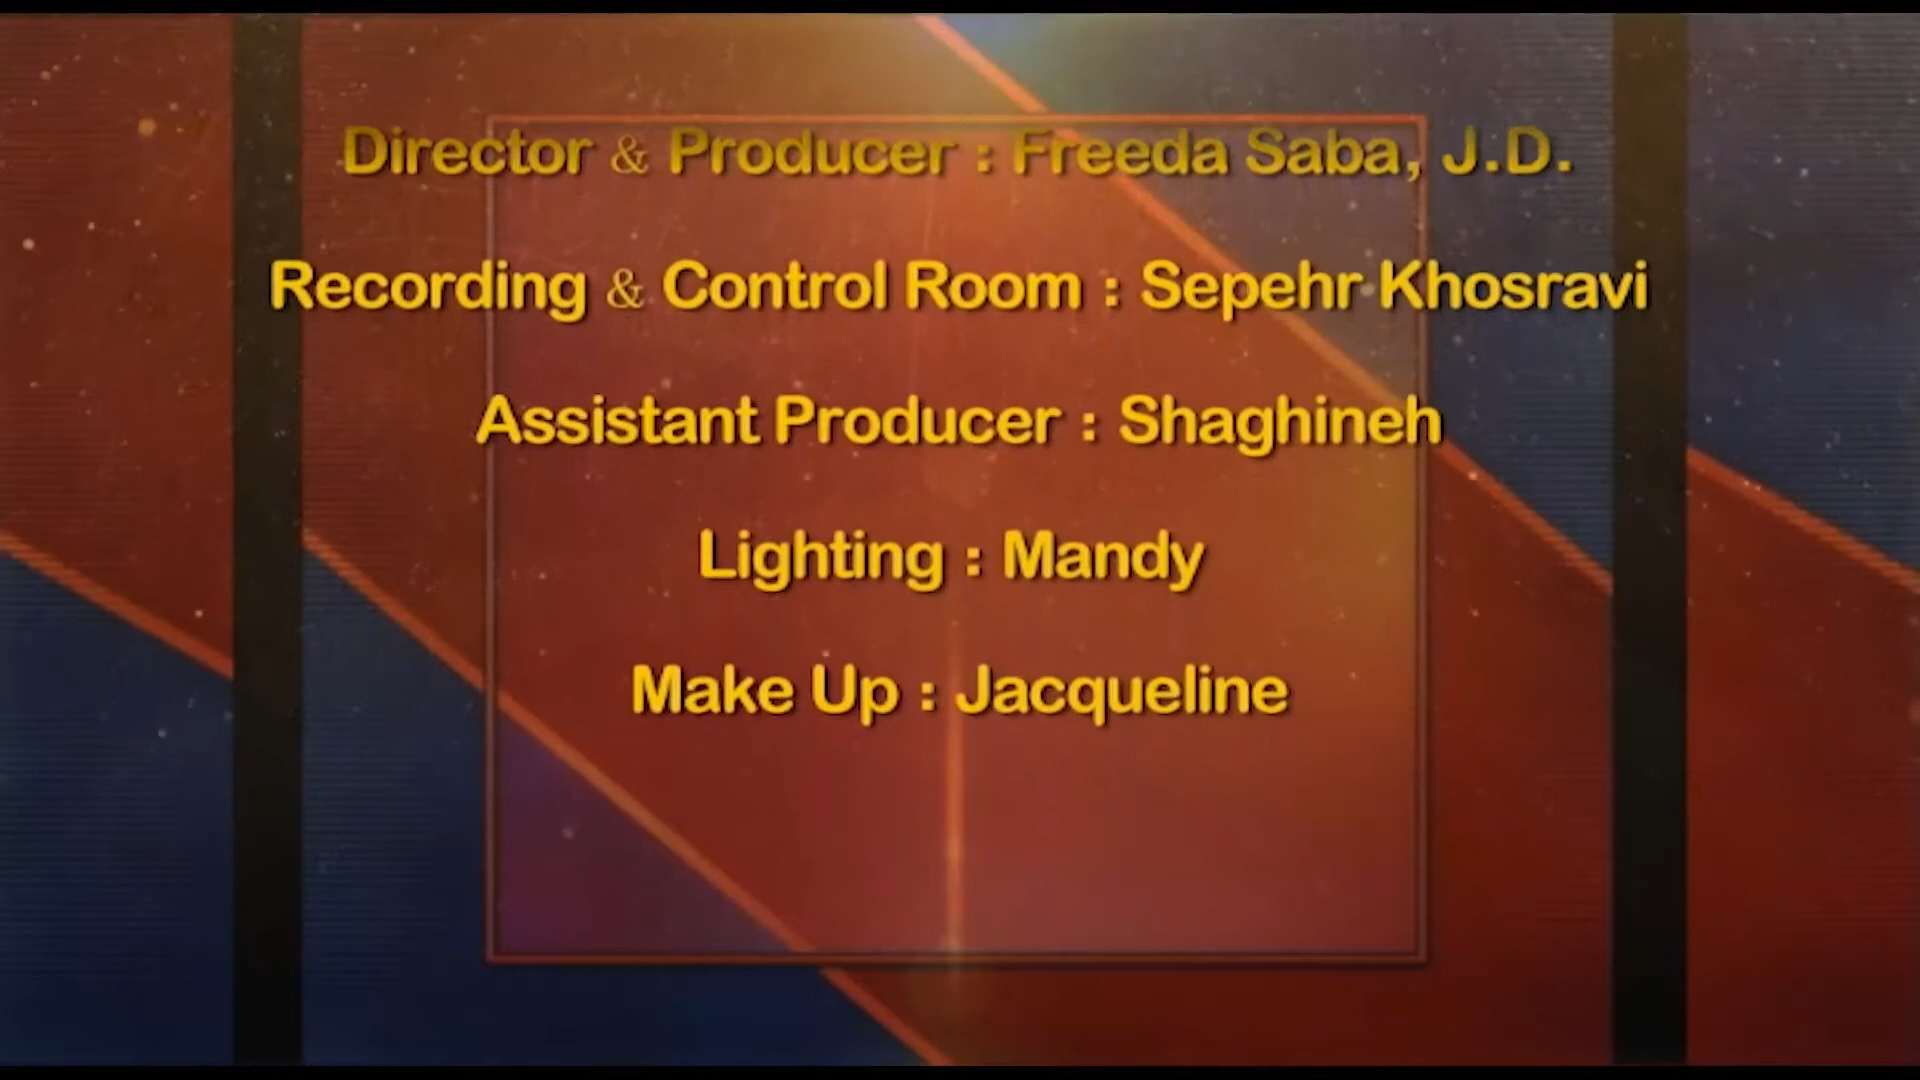 Director & Producer : Freeda Saba, J.D.
Recording & Control Room : Sepehr Khosravi
Assistant Producer : Shaghineh
Lighting : Mandy
Make Up : Jacqueline